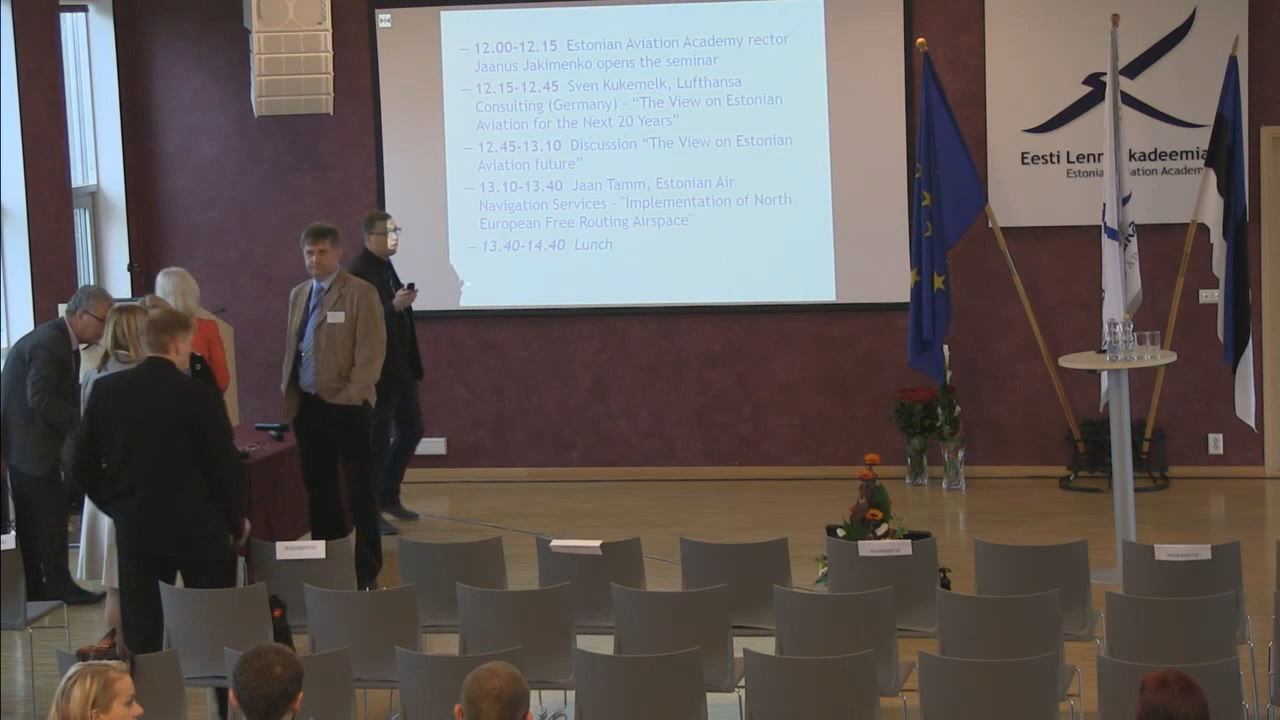 – 12.00-12.15 Estonian Aviation Academy rector
Jaanus Jakimenko opens the seminar
– 12.15-12.45 Sven Kukemelk, Lufthansa
Consulting (Germany) - “The View on Estonian
Aviation for the Next 20 Years”
– 12.45-13.10 Discussion “The View on Estonian
Aviation future”
– 13.10-13.40 Jaan Tamm, Estonian Air
Navigation Services - "Implementation of North
European Free Routing Airspace"
– 13.40-14.40 Lunch
Eesti Lenn kadeemia
Estonia iation Academ